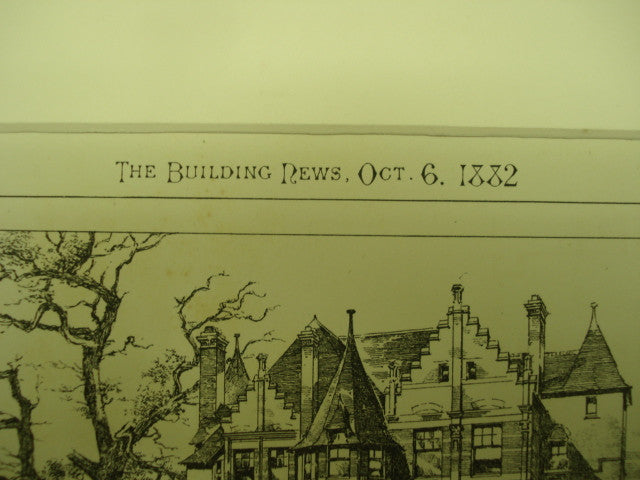 The Building News, Oct. 6. 1882